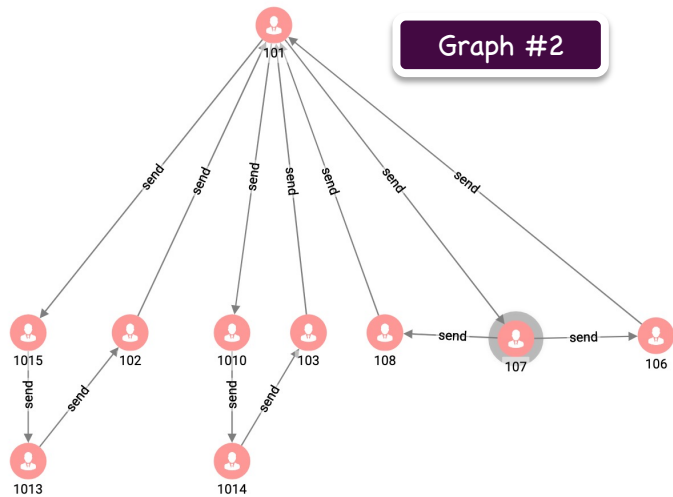 Graph #2
101
send
send
send
send
send
send
send
1015
102
1010
103
108
send
107
send
106
send
send
send
send
1013
1014